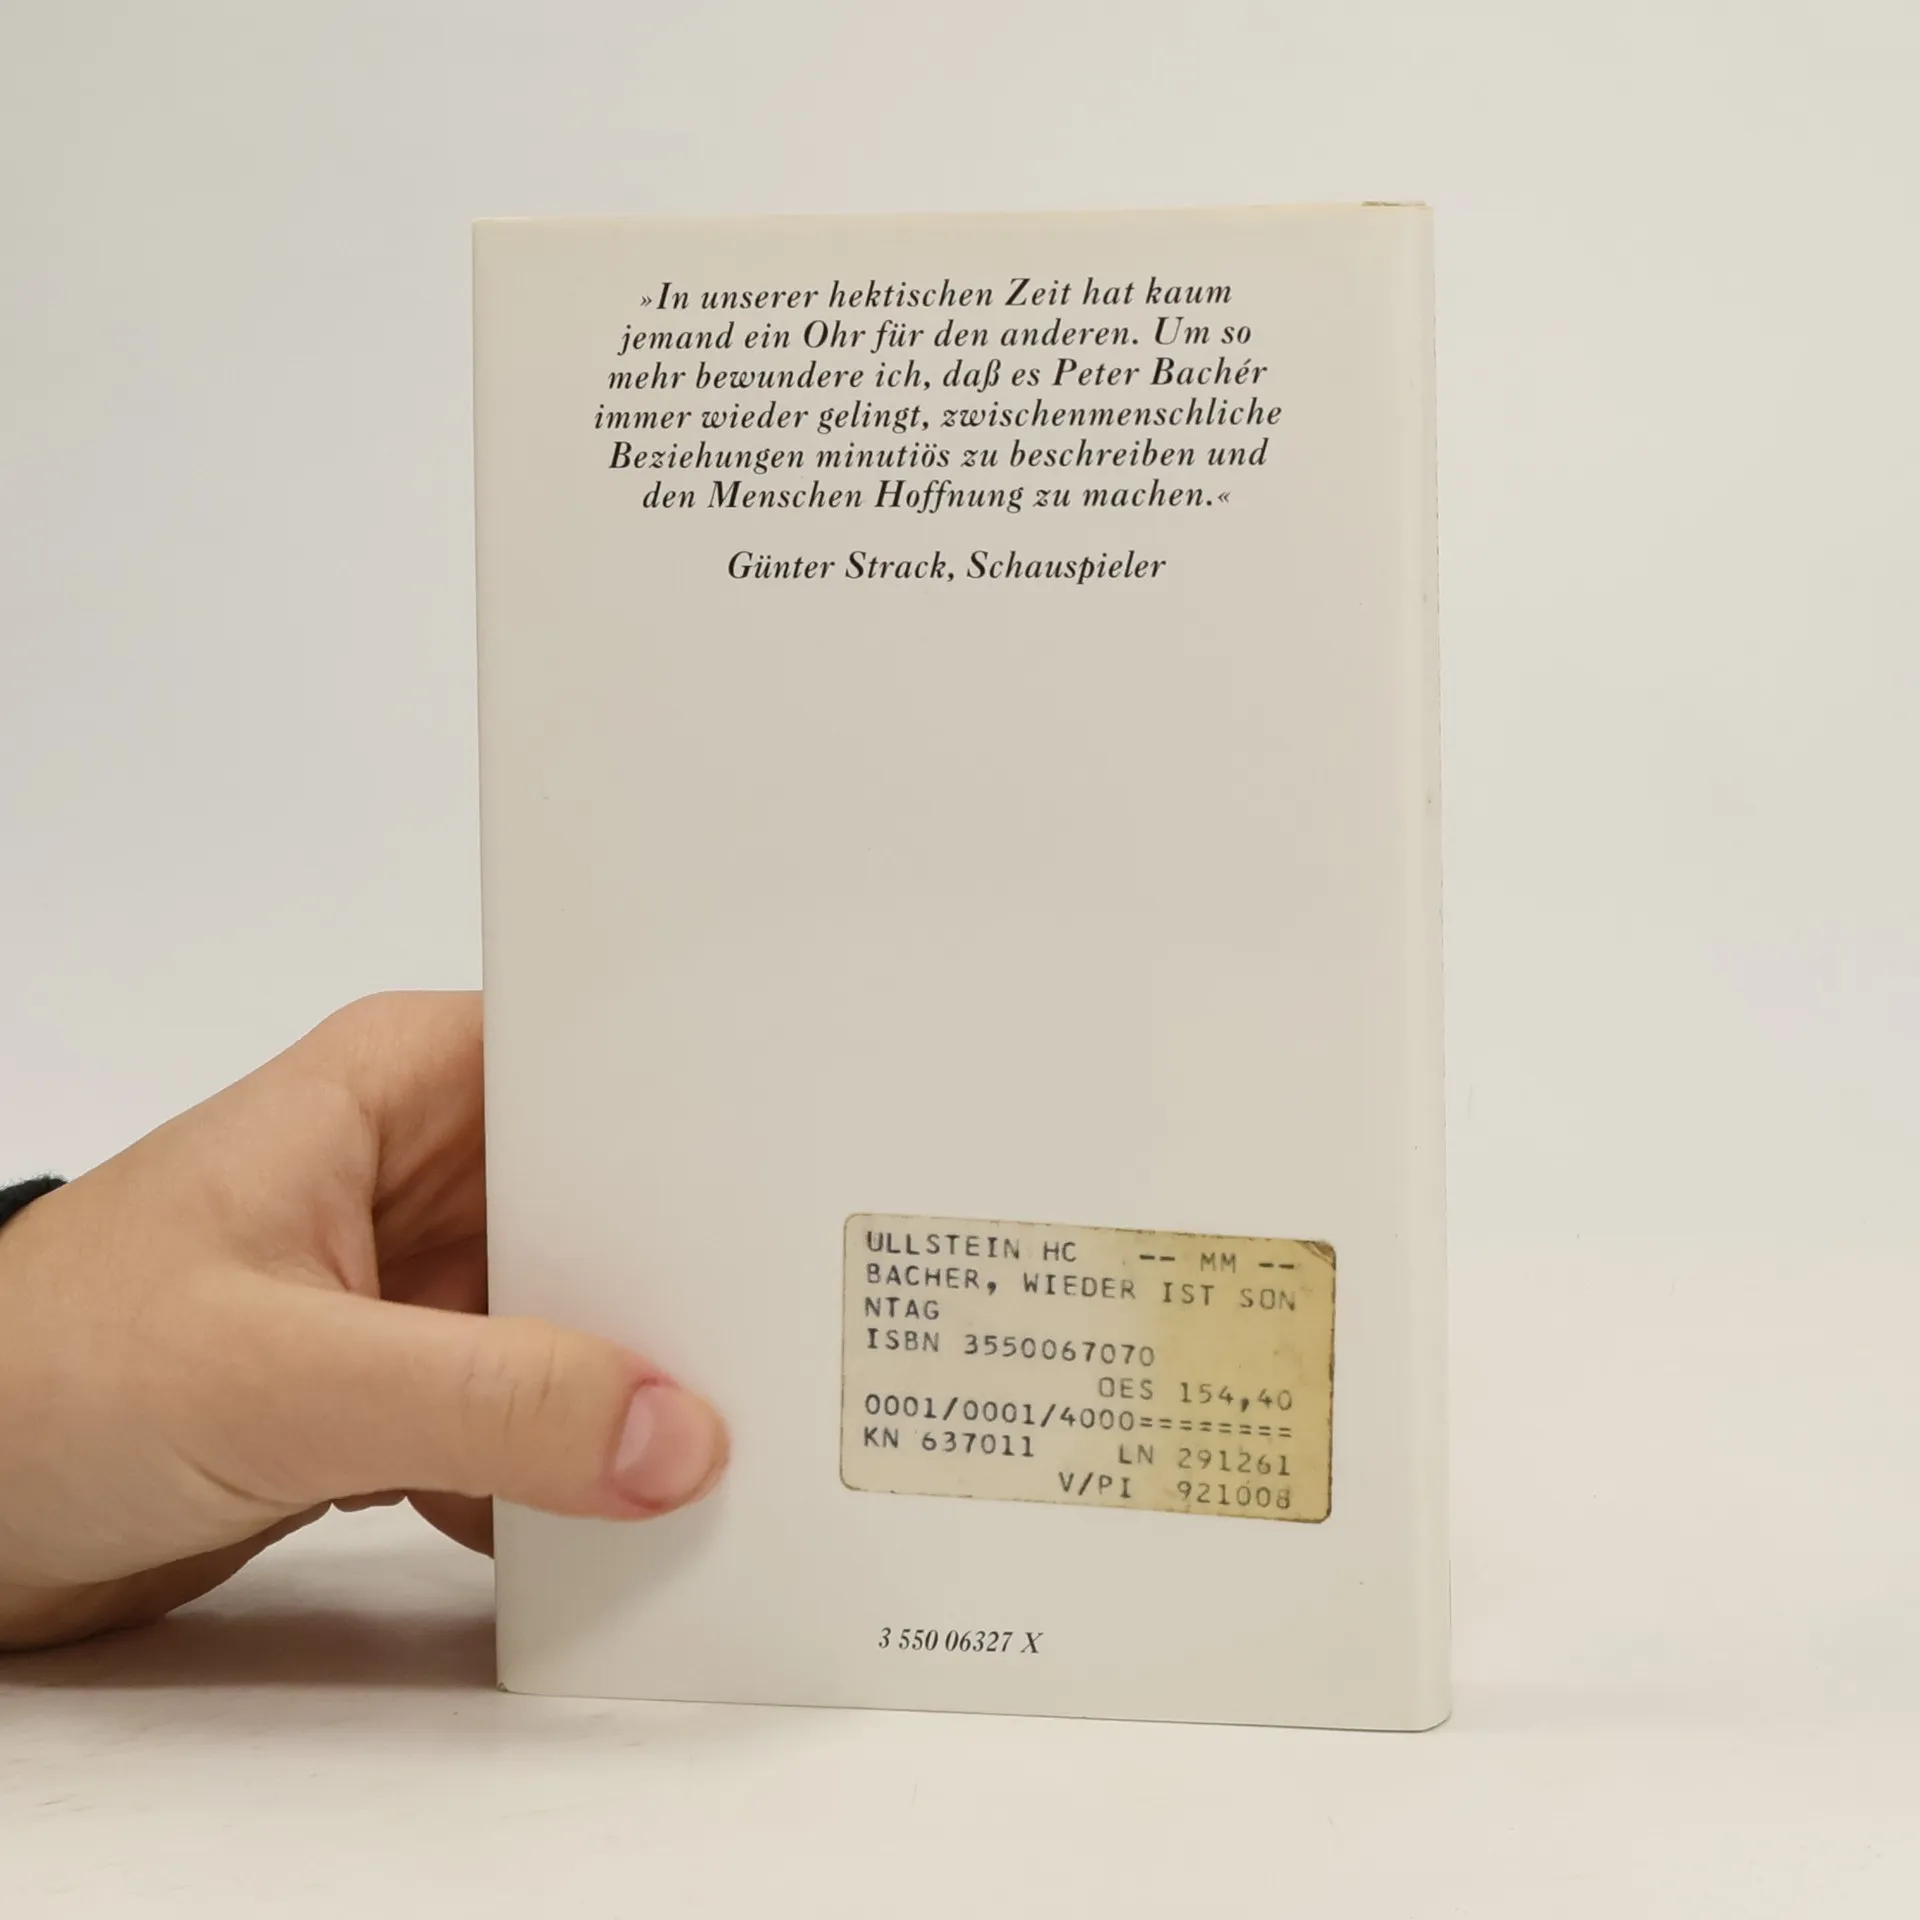 »In unserer hektischen Zeit hat kaum
jemand ein Ohr für den anderen. Um so
mehr bewundere ich, daß es Peter Bachér
immer wieder gelingt, zwischenmenschliche
Beziehungen minutiös zu beschreiben und
den Menschen Hoffnung zu machen.«
Günter Strack, Schauspieler
ULLSTEIN HC -- MM --
BACHER, WIEDER IST SON
NTAG
ISBN 3550067070
OES 154,40
0001/0001/4000========
KN 637011 LN 291261
V/PI 921008
3 550 06327 X